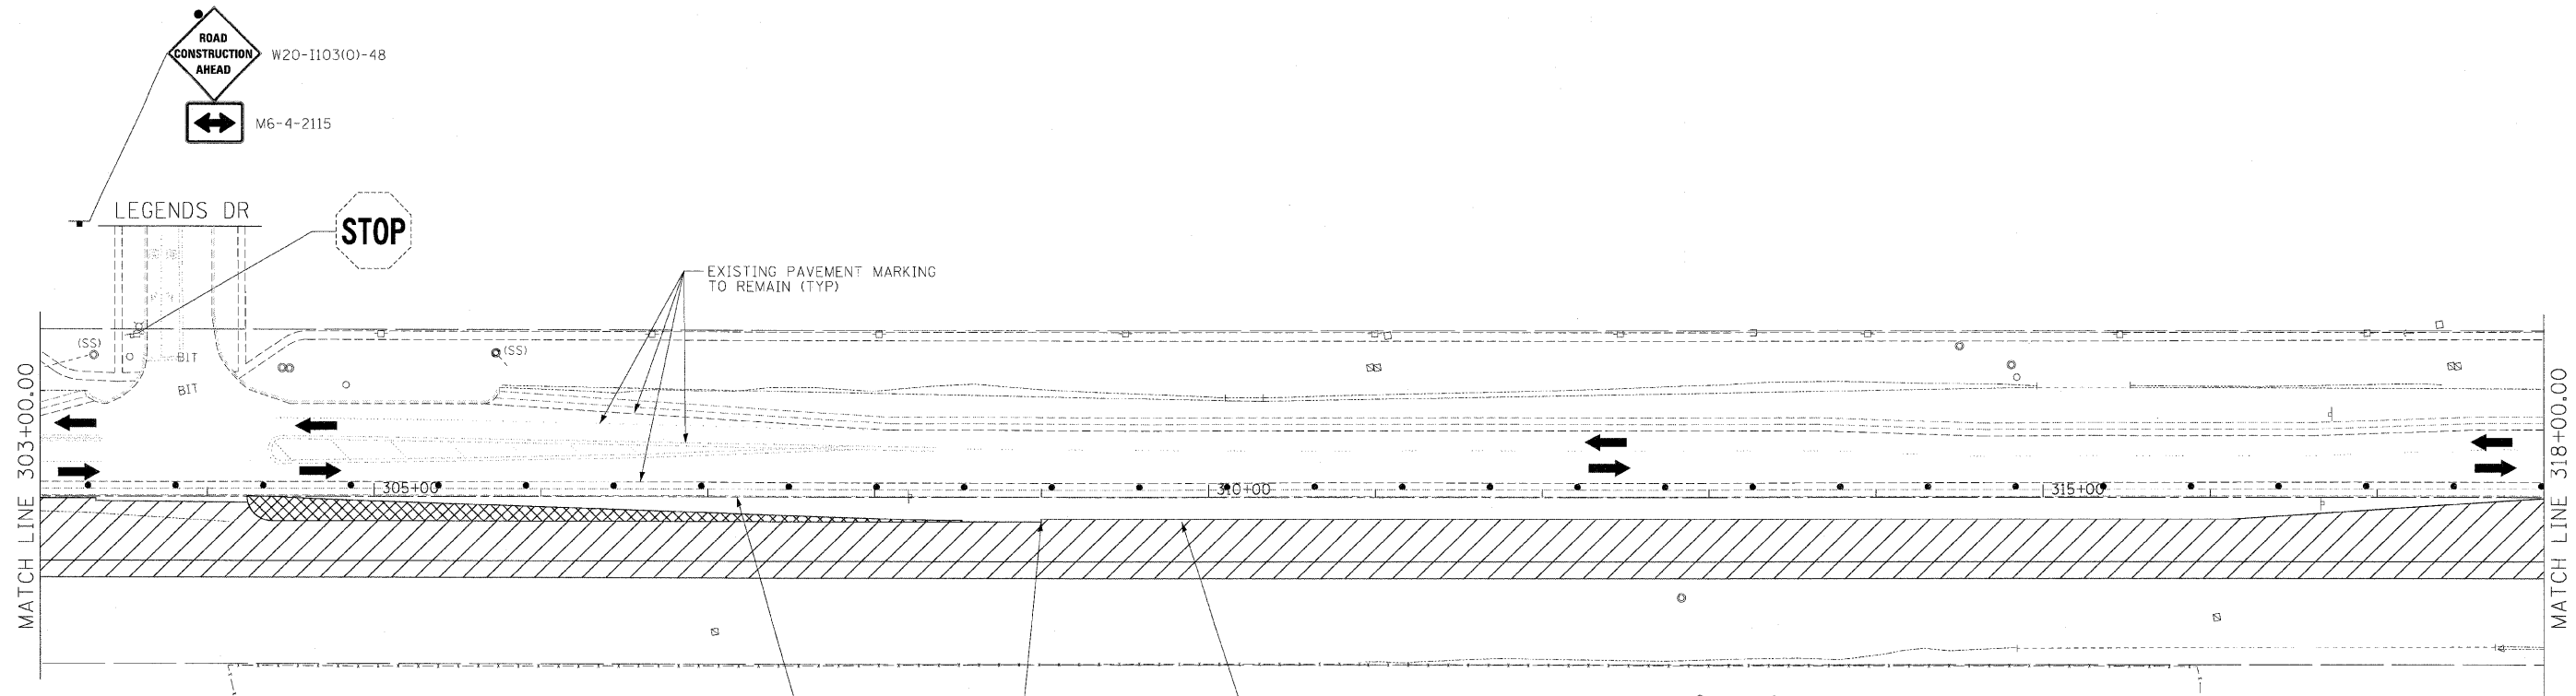 ROAD
CONSTRUCTION
AHEAD
W20-I103(O)-48
M6-4-2115
LEGENDS DR
STOP
EXISTING PAVEMENT MARKING
TO REMAIN (TYP)
(SS)
(SS)
BIT
BIT
MATCH LINE 303+00.00
305+00
310+00
315+00
MATCH LINE 318+00.00